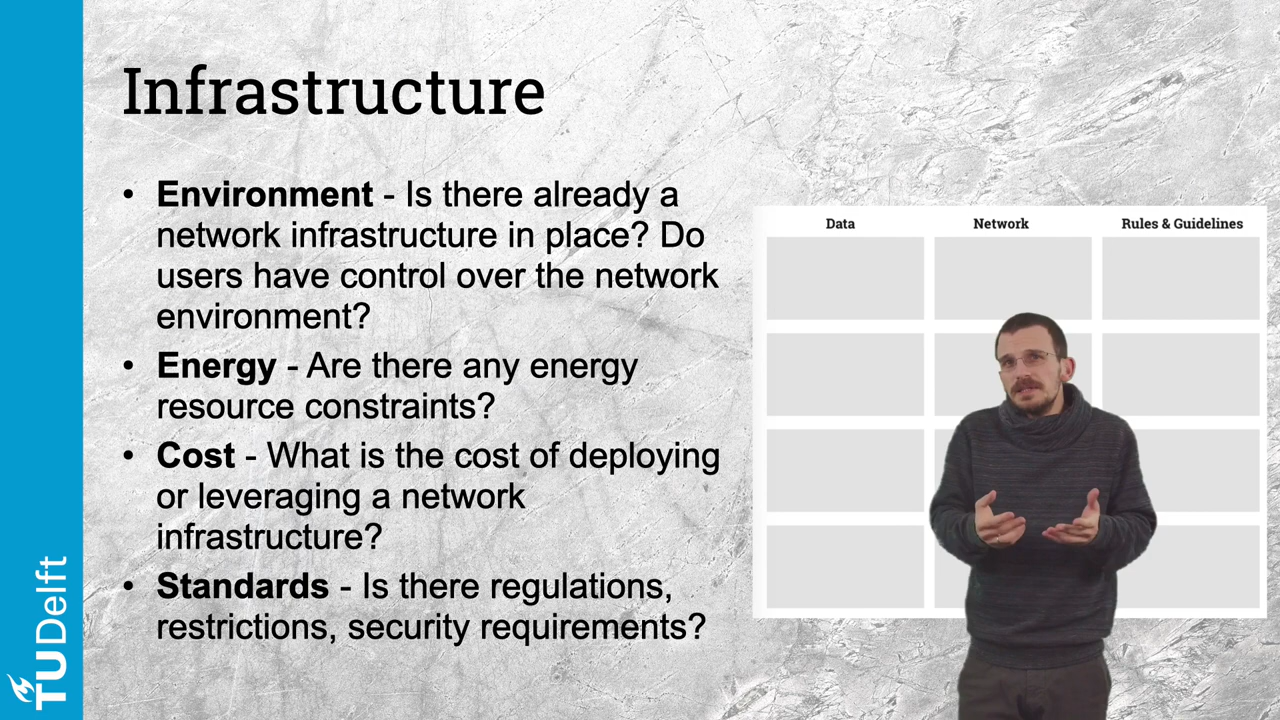 Infrastructure
• Environment - Is there already a
network infrastructure in place? Do
users have control over the network
environment?
• Energy - Are there any energy
resource constraints?
• Cost - What is the cost of deploying
or leveraging a network
infrastructure?
• Standards - Is there regulations,
restrictions, security requirements?
Data
Network
Rules & Guidelines
TUDelft